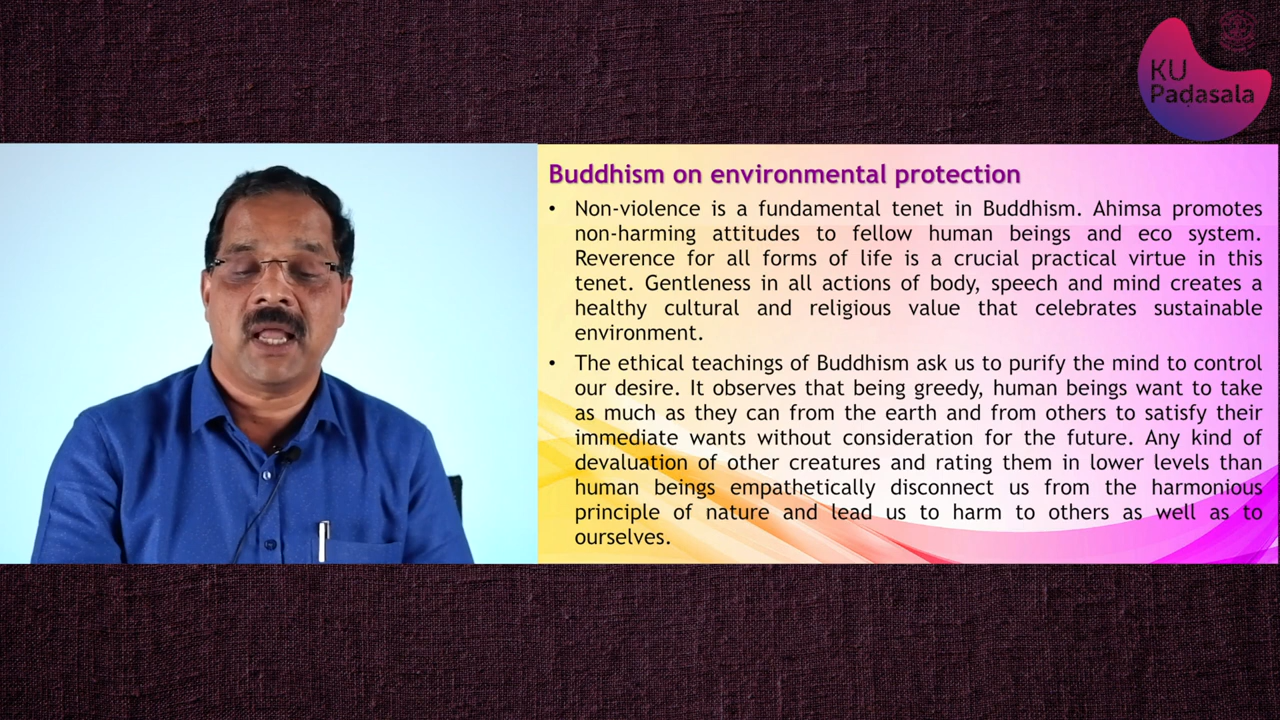 KU
Padasala
Buddhism on environmental protection
• Non-violence is a fundamental tenet in Buddhism. Ahimsa promotes
non-harming attitudes to fellow human beings and eco system.
Reverence for all forms of life is a crucial practical virtue in this
tenet. Gentleness in all actions of body, speech and mind creates a
healthy cultural and religious value that celebrates sustainable
environment.
• The ethical teachings of Buddhism ask us to purify the mind to control
our desire. It observes that being greedy, human beings want to take
as much as they can from the earth and from others to satisfy their
immediate wants without consideration for the future. Any kind of
devaluation of other creatures and rating them in lower levels than
human beings empathetically disconnect us from the harmonious
principle of nature and lead us to harm to others as well as to
ourselves.